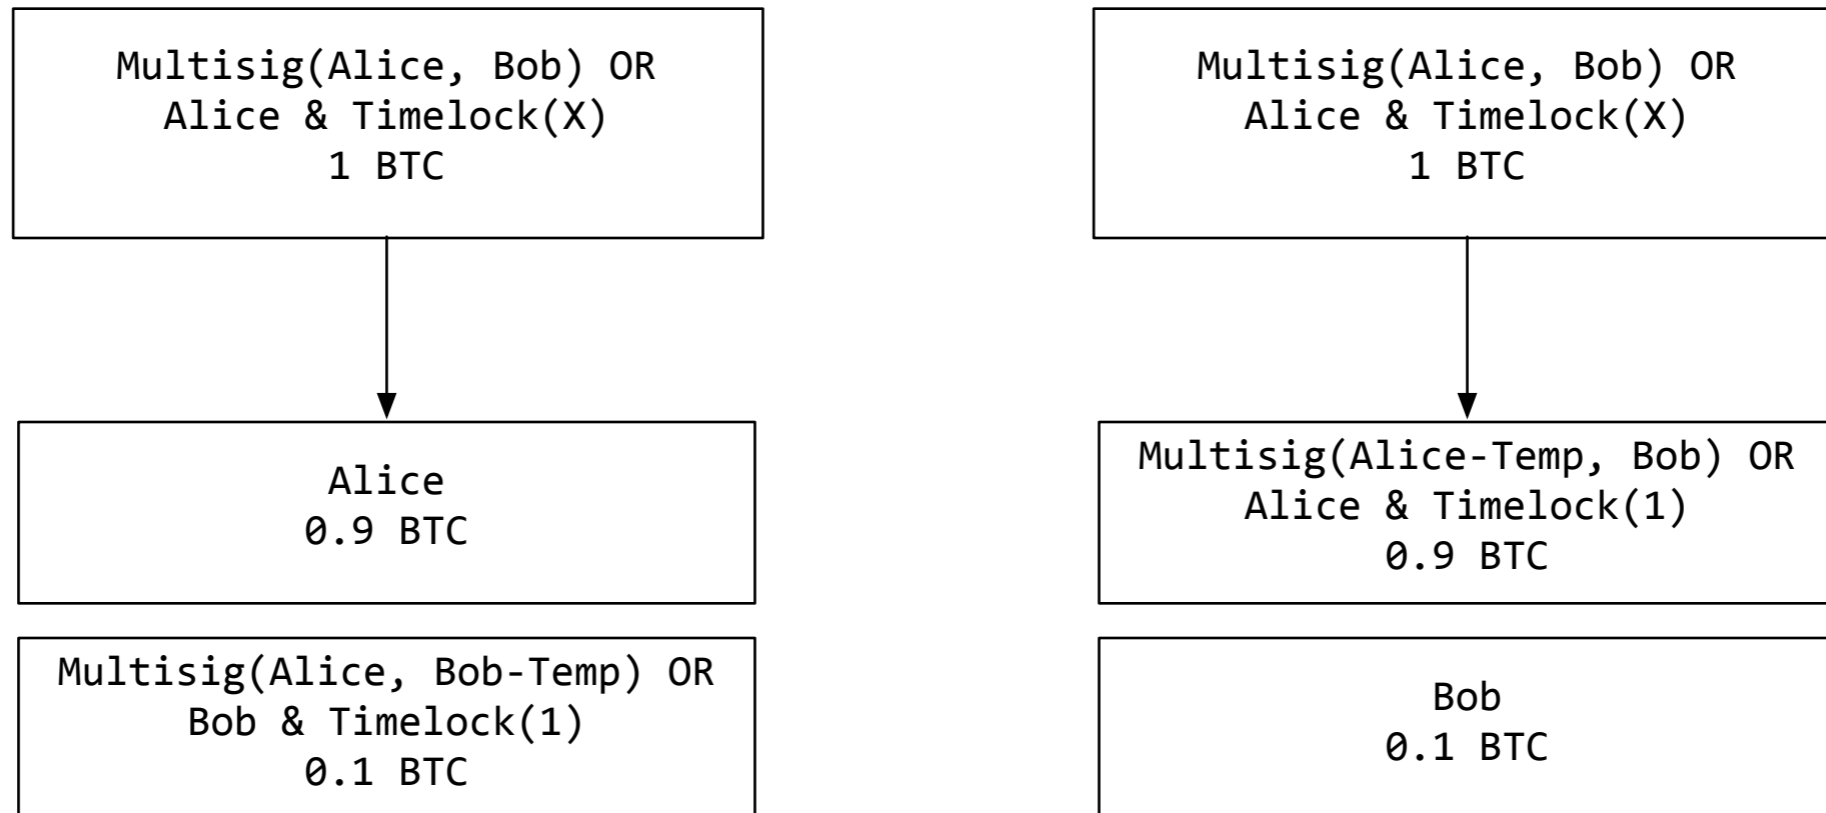 Multisig(Alice, Bob) OR
Alice & Timelock(X)
1 BTC
Multisig(Alice, Bob) OR
Alice & Timelock(X)
1 BTC
Alice
0.9 BTC
Multisig(Alice-Temp, Bob) OR
Alice & Timelock(1)
0.9 BTC
Multisig(Alice, Bob-Temp) OR
Bob & Timelock(1)
0.1 BTC
Bob
0.1 BTC